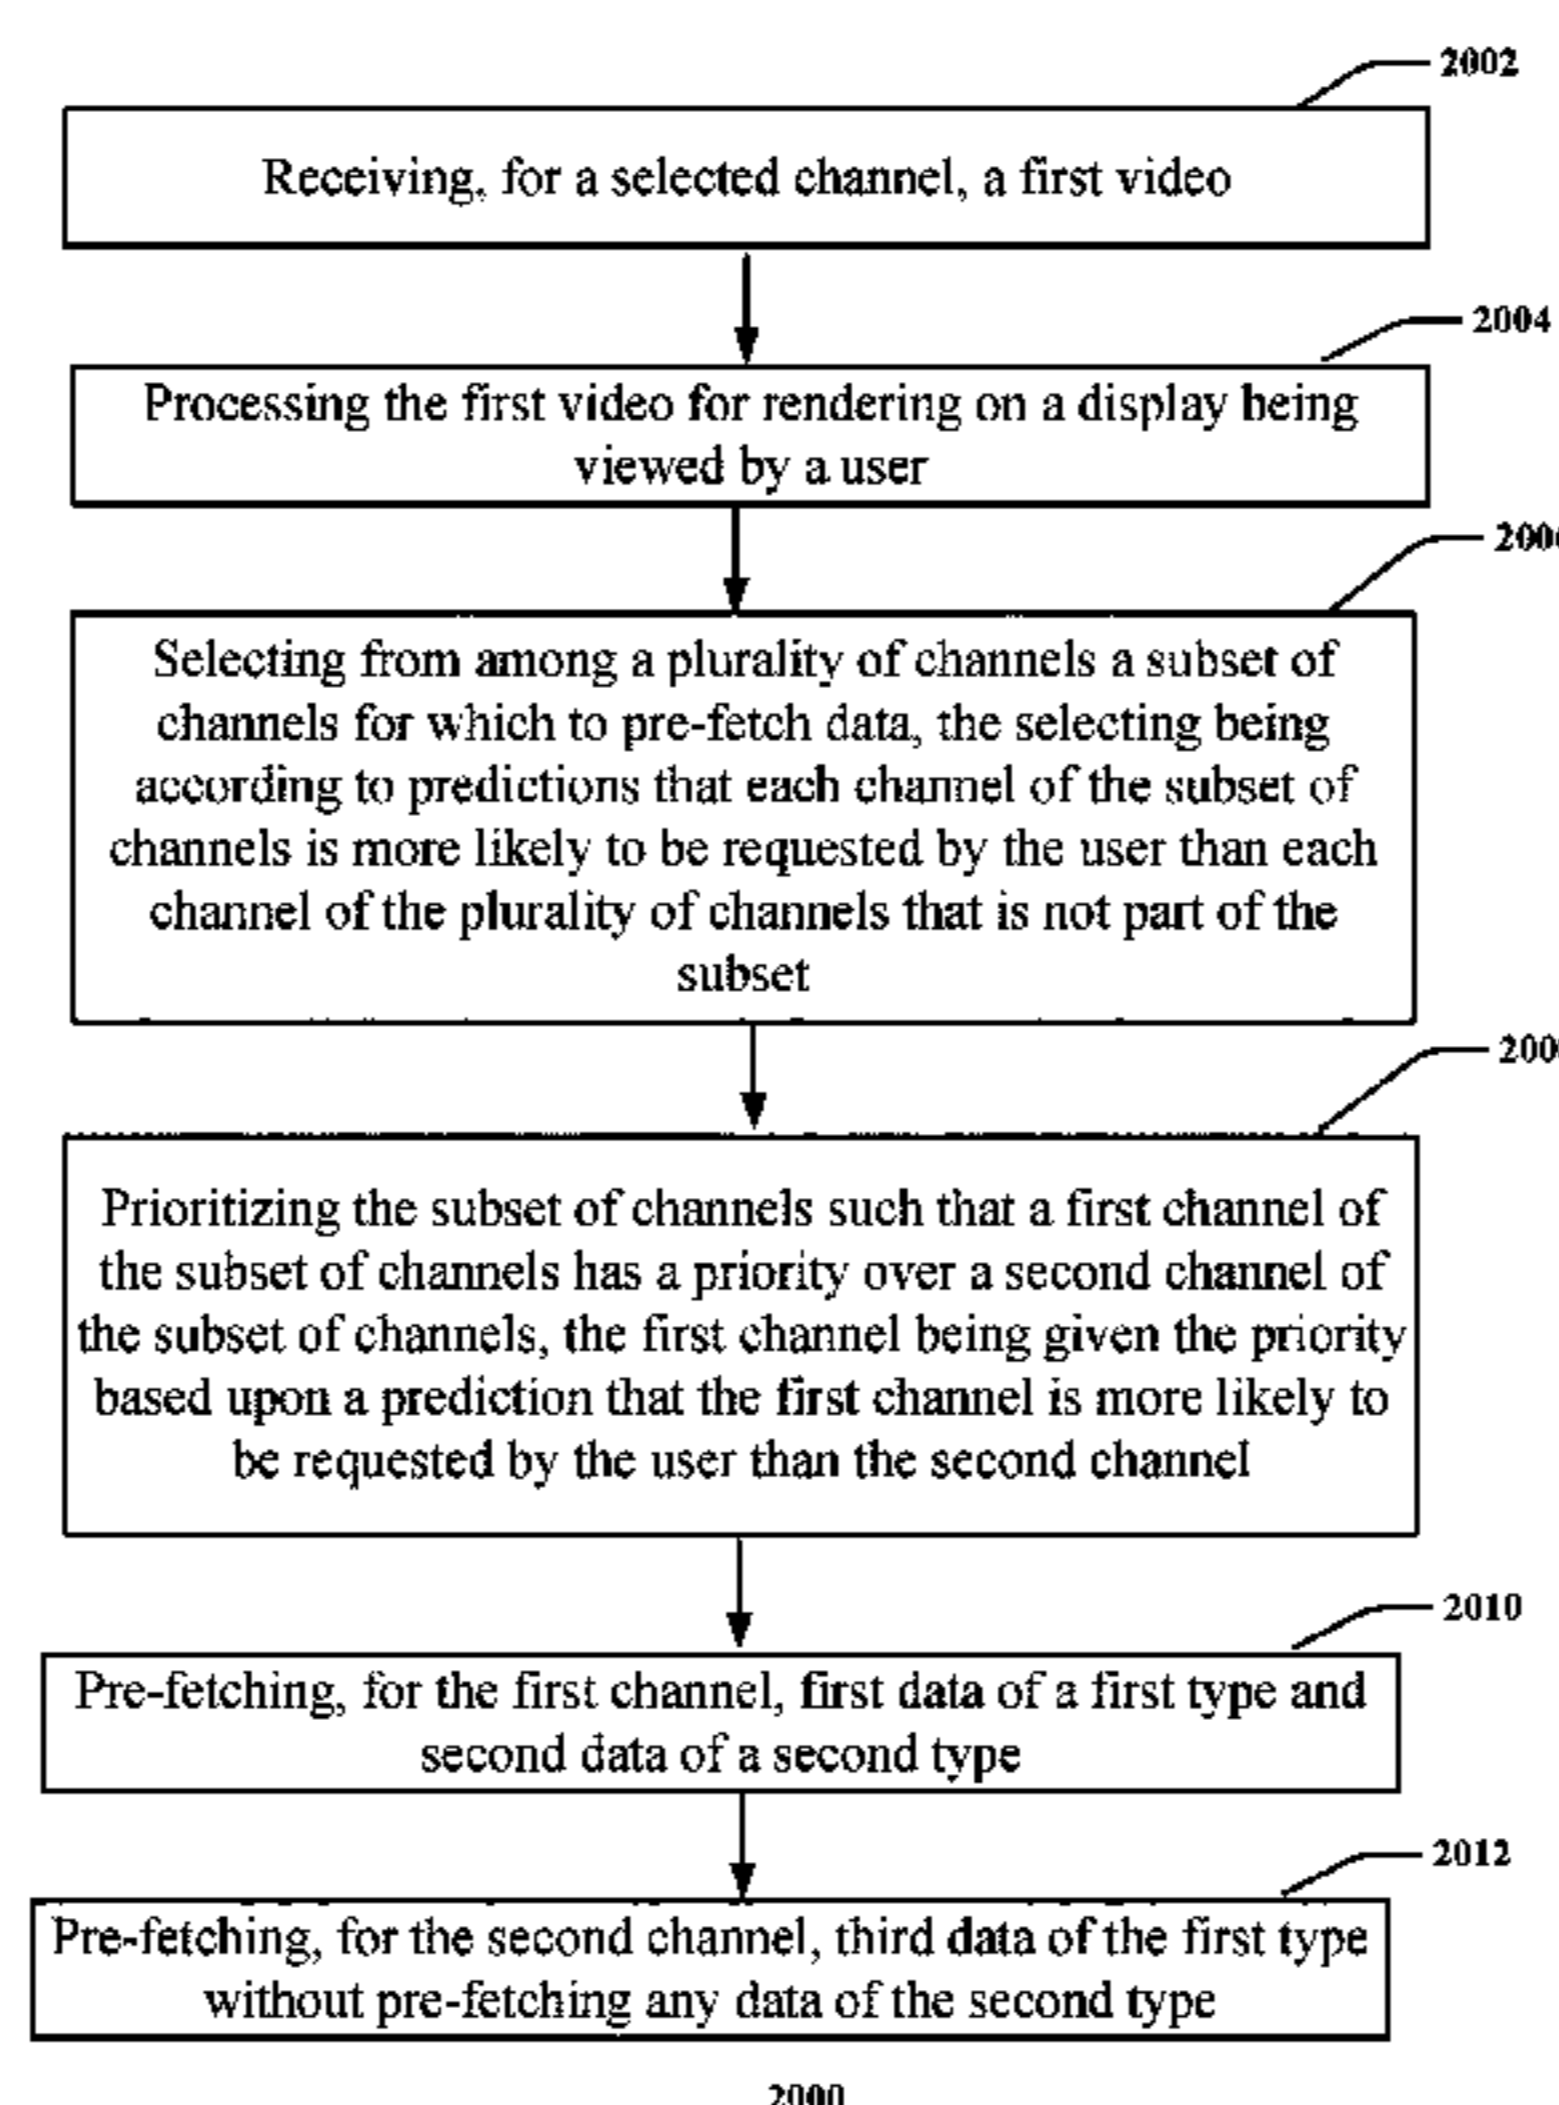 2002
Receiving, for a selected channel, a first video
2004
Processing the first video for rendering on a display being
viewed by a user
200
Selecting from among a plurality of channels a subset of
channels for which to pre-fetch data, the selecting being
according to predictions that each channel of the subset of
channels is more likely to be requested by the user than each
channel of the plurality of channels that is not part of the
subset
200
Prioritizing the subset of channels such that a first channel of
the subset of channels has a priority over a second channel of
the subset of channels, the first channel being given the priority
based upon a prediction that the first channel is more likely to
be requested by the user than the second channel
2010
Pre-fetching, for the first channel, first data of a first type and
second data of a second type
2012
Pre-fetching, for the second channel, third data of the first type
without pre-fetching any data of the second type
2000